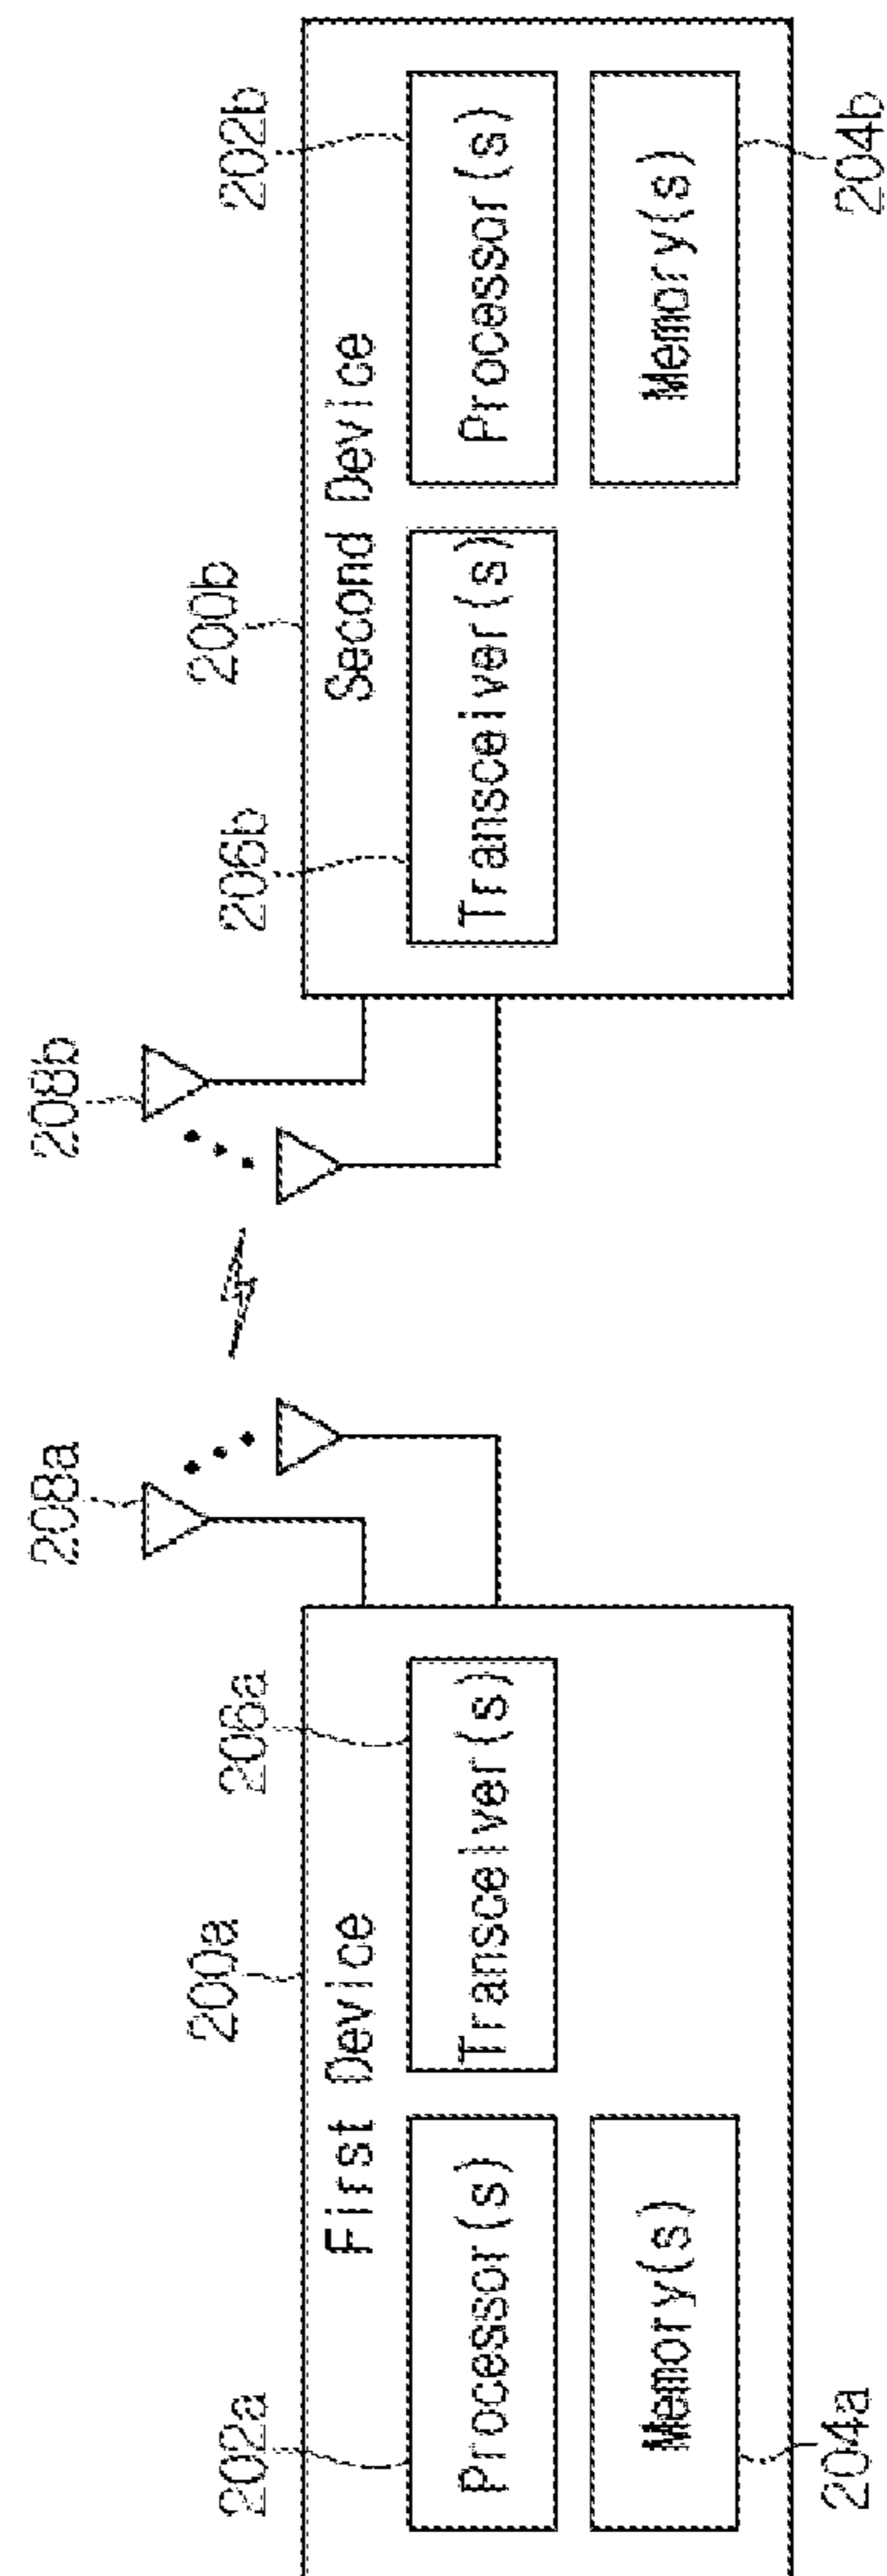 208a
208b
200a
206a
202a
First Device
Processor(s)
Transceiver(s)
Memory(s)
204a
206b
200b
202b
Second Device
Transceiver(s)
Processor(s)
Memory(s)
204b